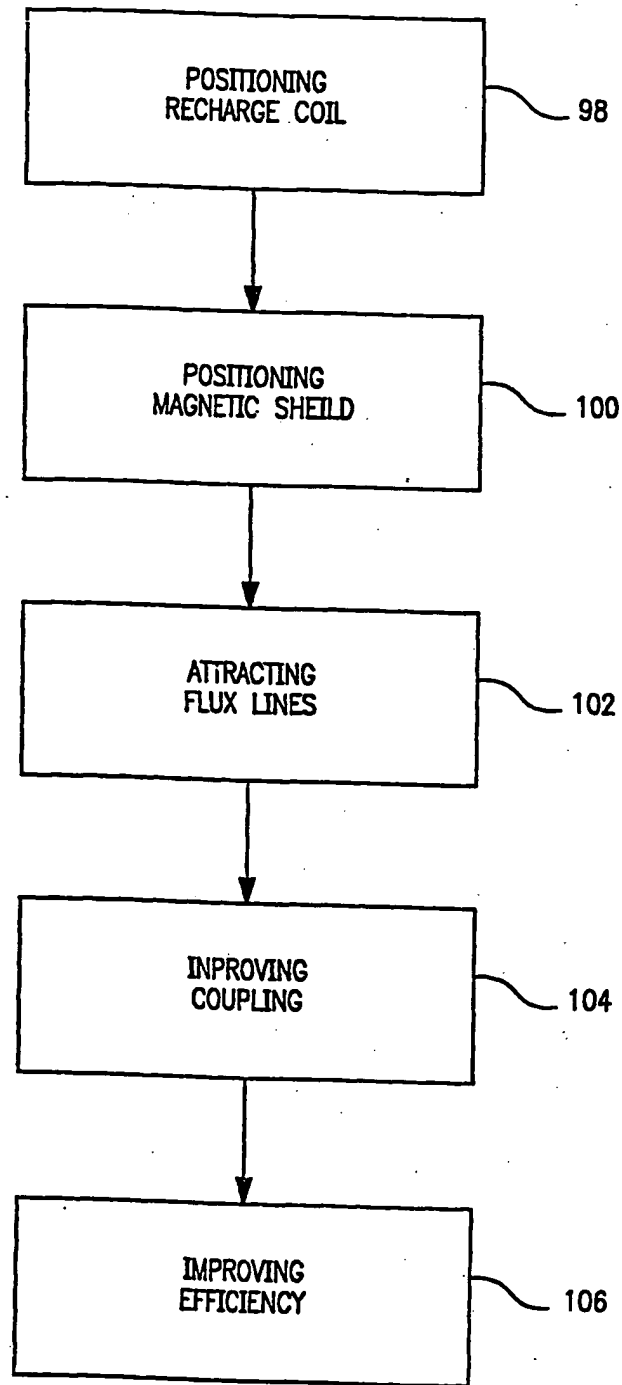 POSITIONING
RECHARGE COIL
98
POSITIONING
MAGNETIC SHEILD
100
ATTRACTING
FLUX LINES
102
INPROVING
COUPLING
104
IMPROVING
EFFICIENCY
106